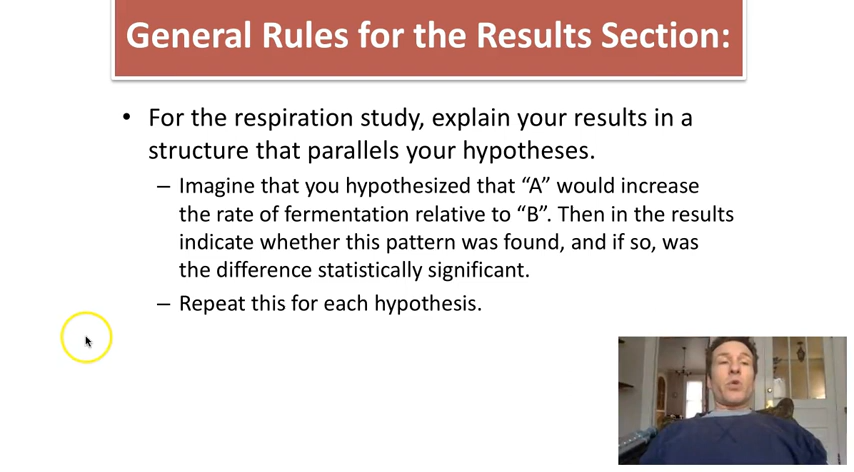 General Rules for the Results Section:
• For the respiration study, explain your results in a
structure that parallels your hypotheses.
– Imagine that you hypothesized that “A” would increase
the rate of fermentation relative to “B”. Then in the results
indicate whether this pattern was found, and if so, was
the difference statistically significant.
– Repeat this for each hypothesis.